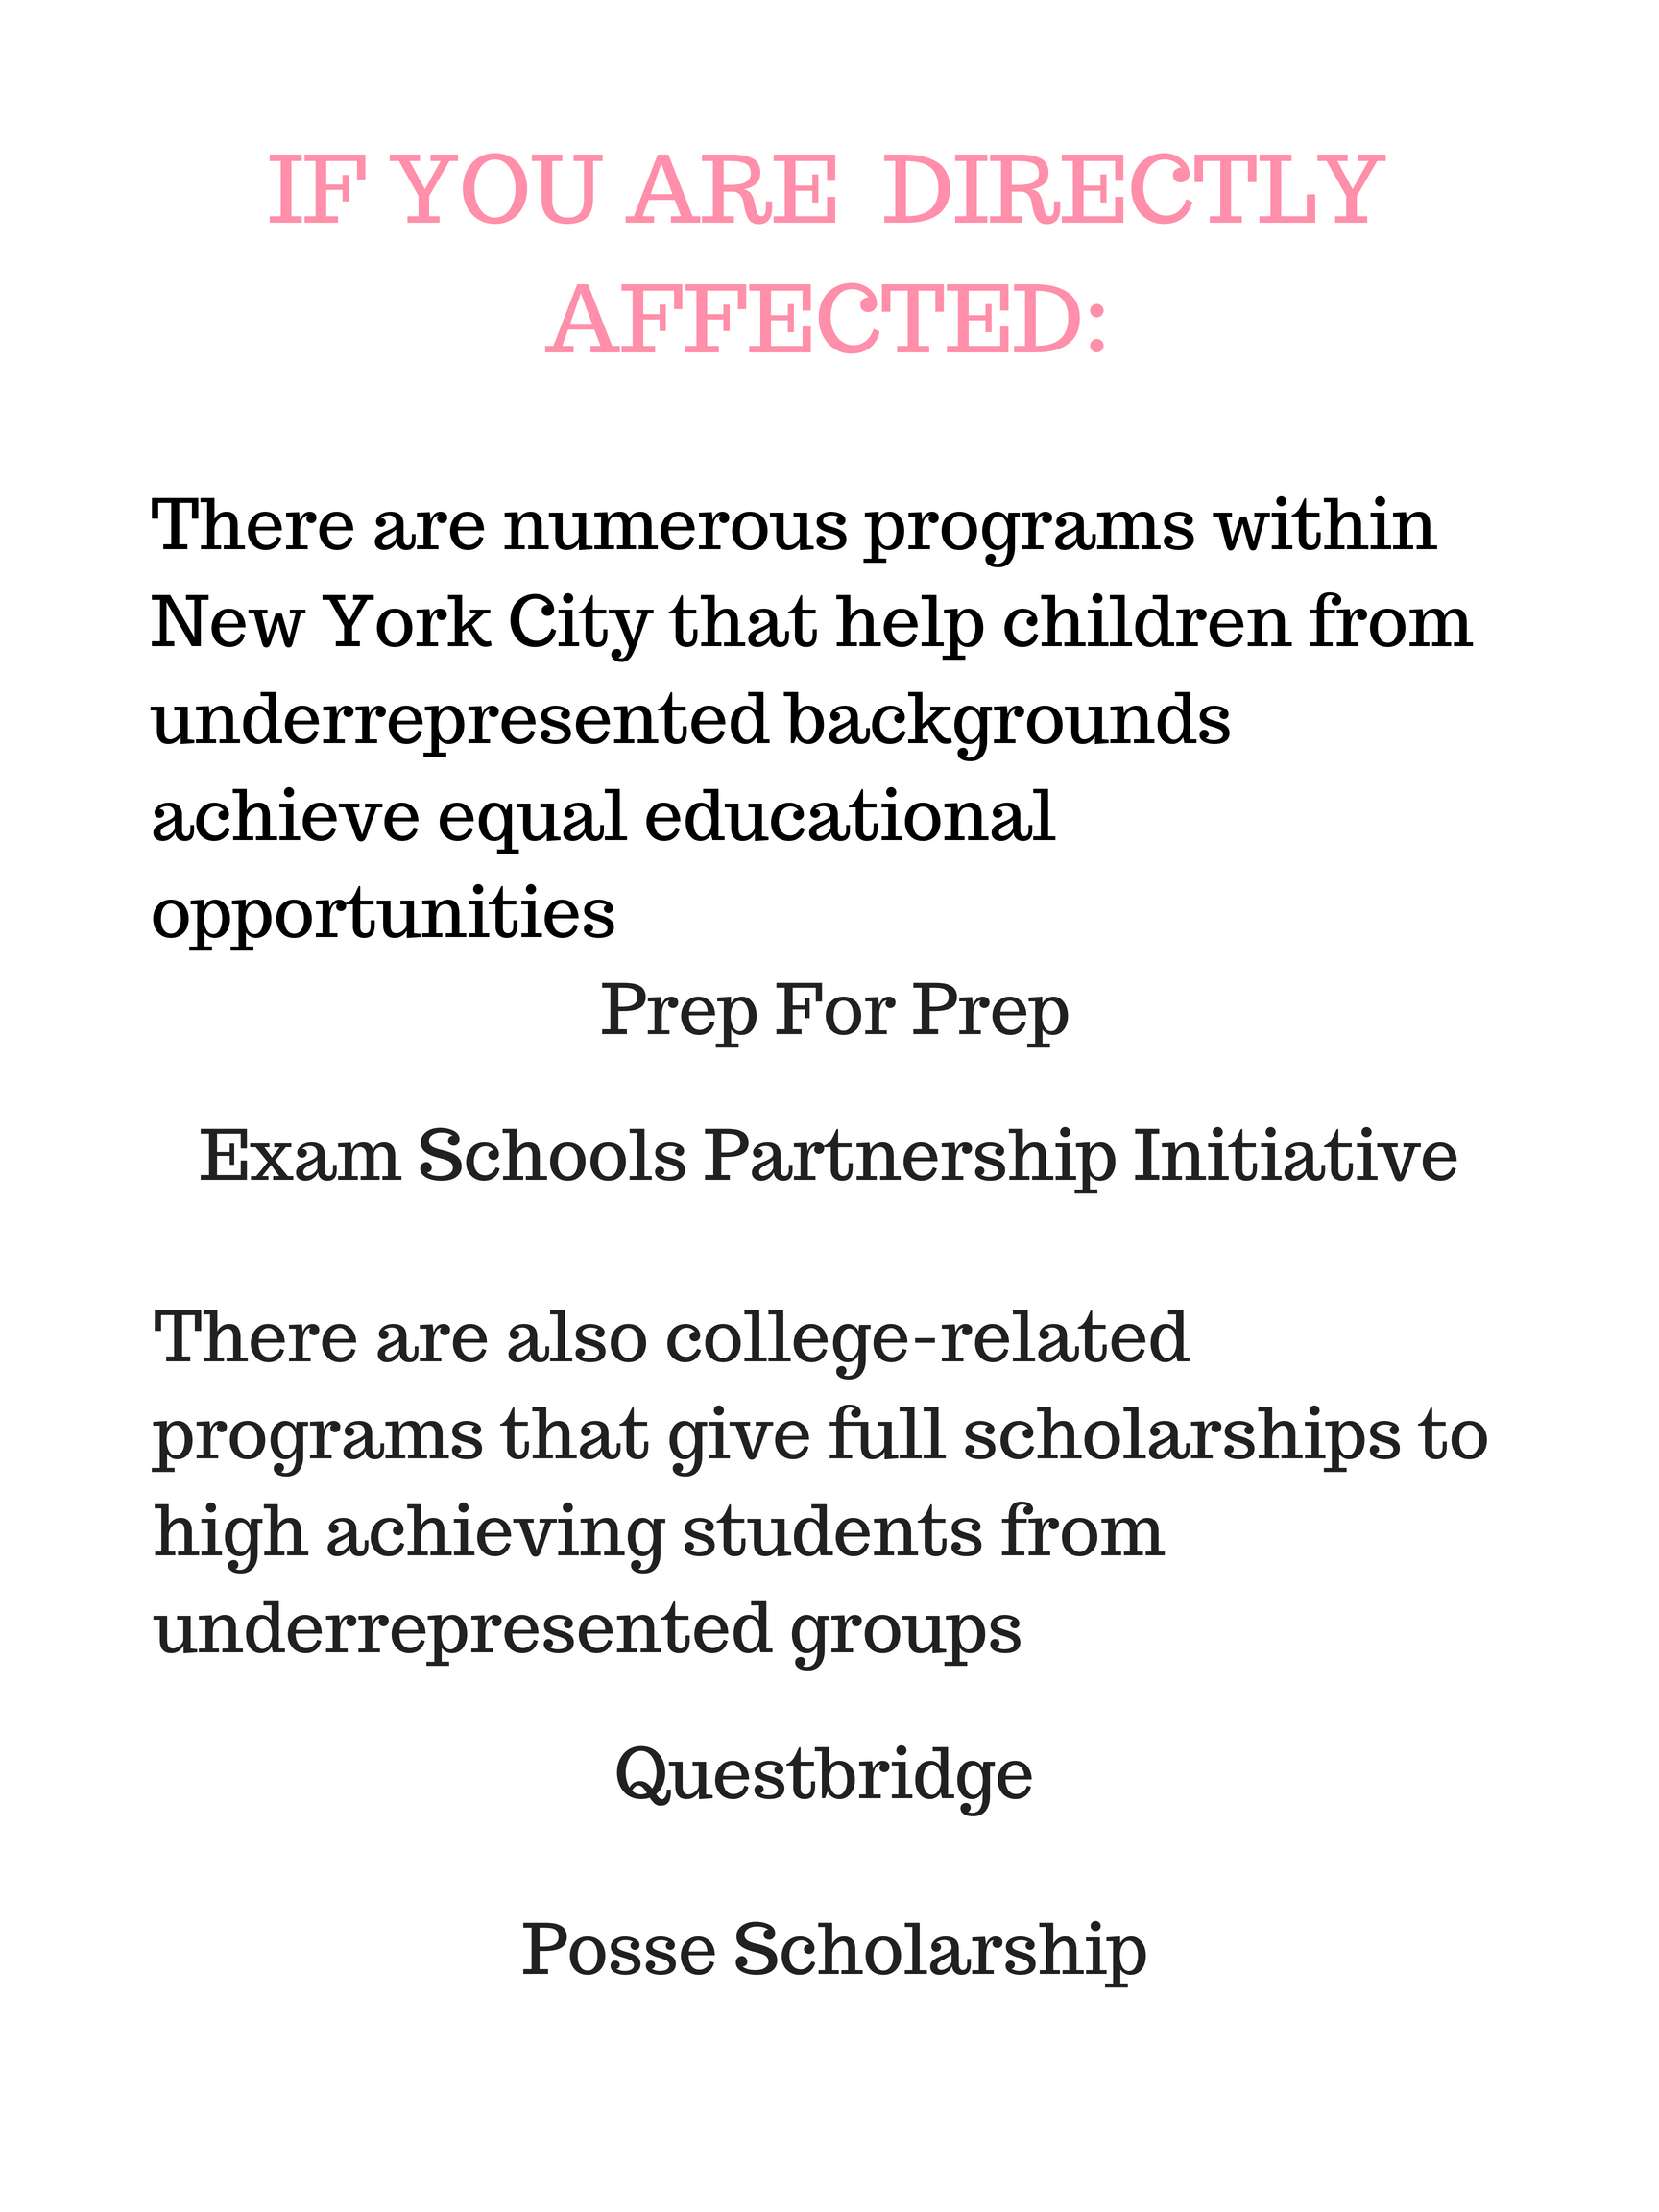 IF YOU ARE  DIRECTLY
AFFECTED:
There are numerous programs within
New York City that help children from
underrepresented backgrounds
achieve equal educational
opportunities
Prep For Prep
Exam Schools Partnership Initiative
There are also college-related
programs that give full scholarships to
high achieving students from
underrepresented groups
Questbridge
Posse Scholarship